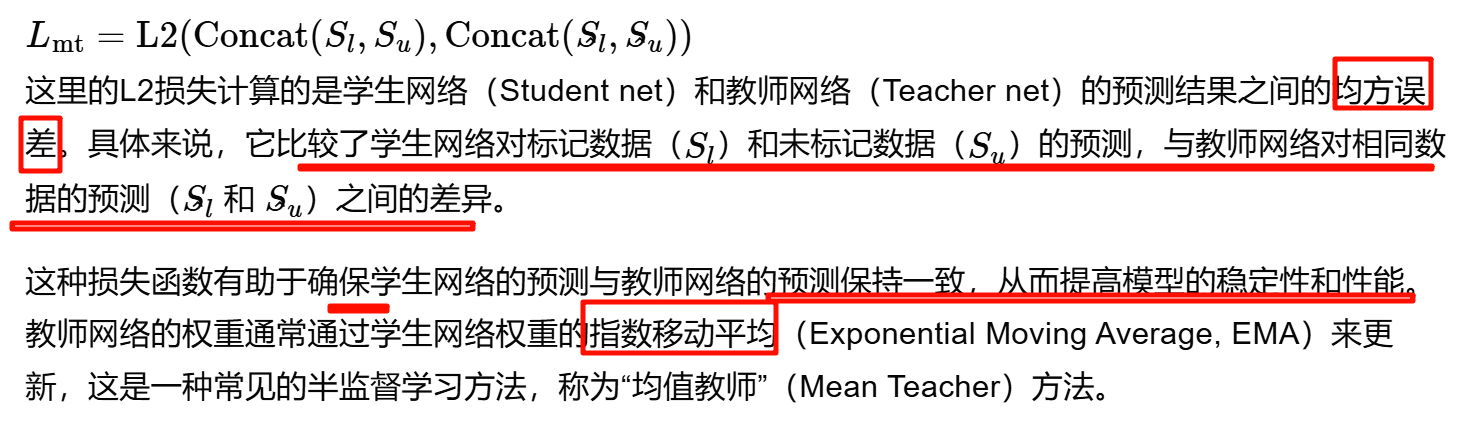 L_mt = L2(Concat(S_l, S_u), Concat(S̸_l, S̸_u))
这里的L2损失计算的是学生网络（Student net）和教师网络（Teacher net）的预测结果之间的均方误
差。具体来说，它比较了学生网络对标记数据（S_l）和未标记数据（S_u）的预测，与教师网络对相同数
据的预测（S̸_l 和 S̸_u）之间的差异。
这种损失函数有助于确保学生网络的预测与教师网络的预测保持一致，从而提高模型的稳定性和性能。
教师网络的权重通常通过学生网络权重的指数移动平均（Exponential Moving Average, EMA）来更
新，这是一种常见的半监督学习方法，称为“均值教师”（Mean Teacher）方法。